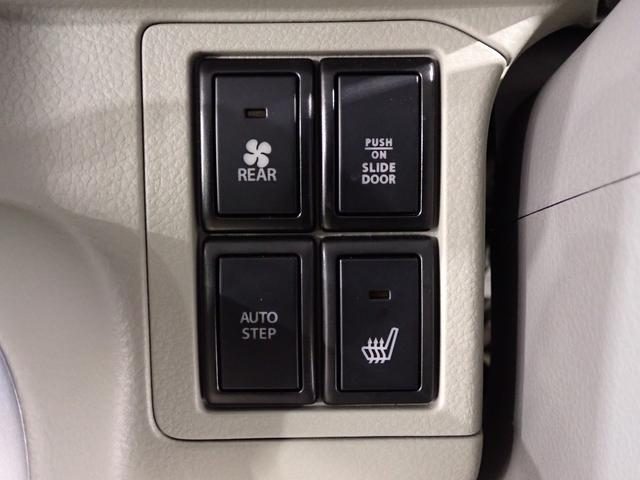 REAR
PUSH
ON
SLIDE
DOOR
AUTO
STEP